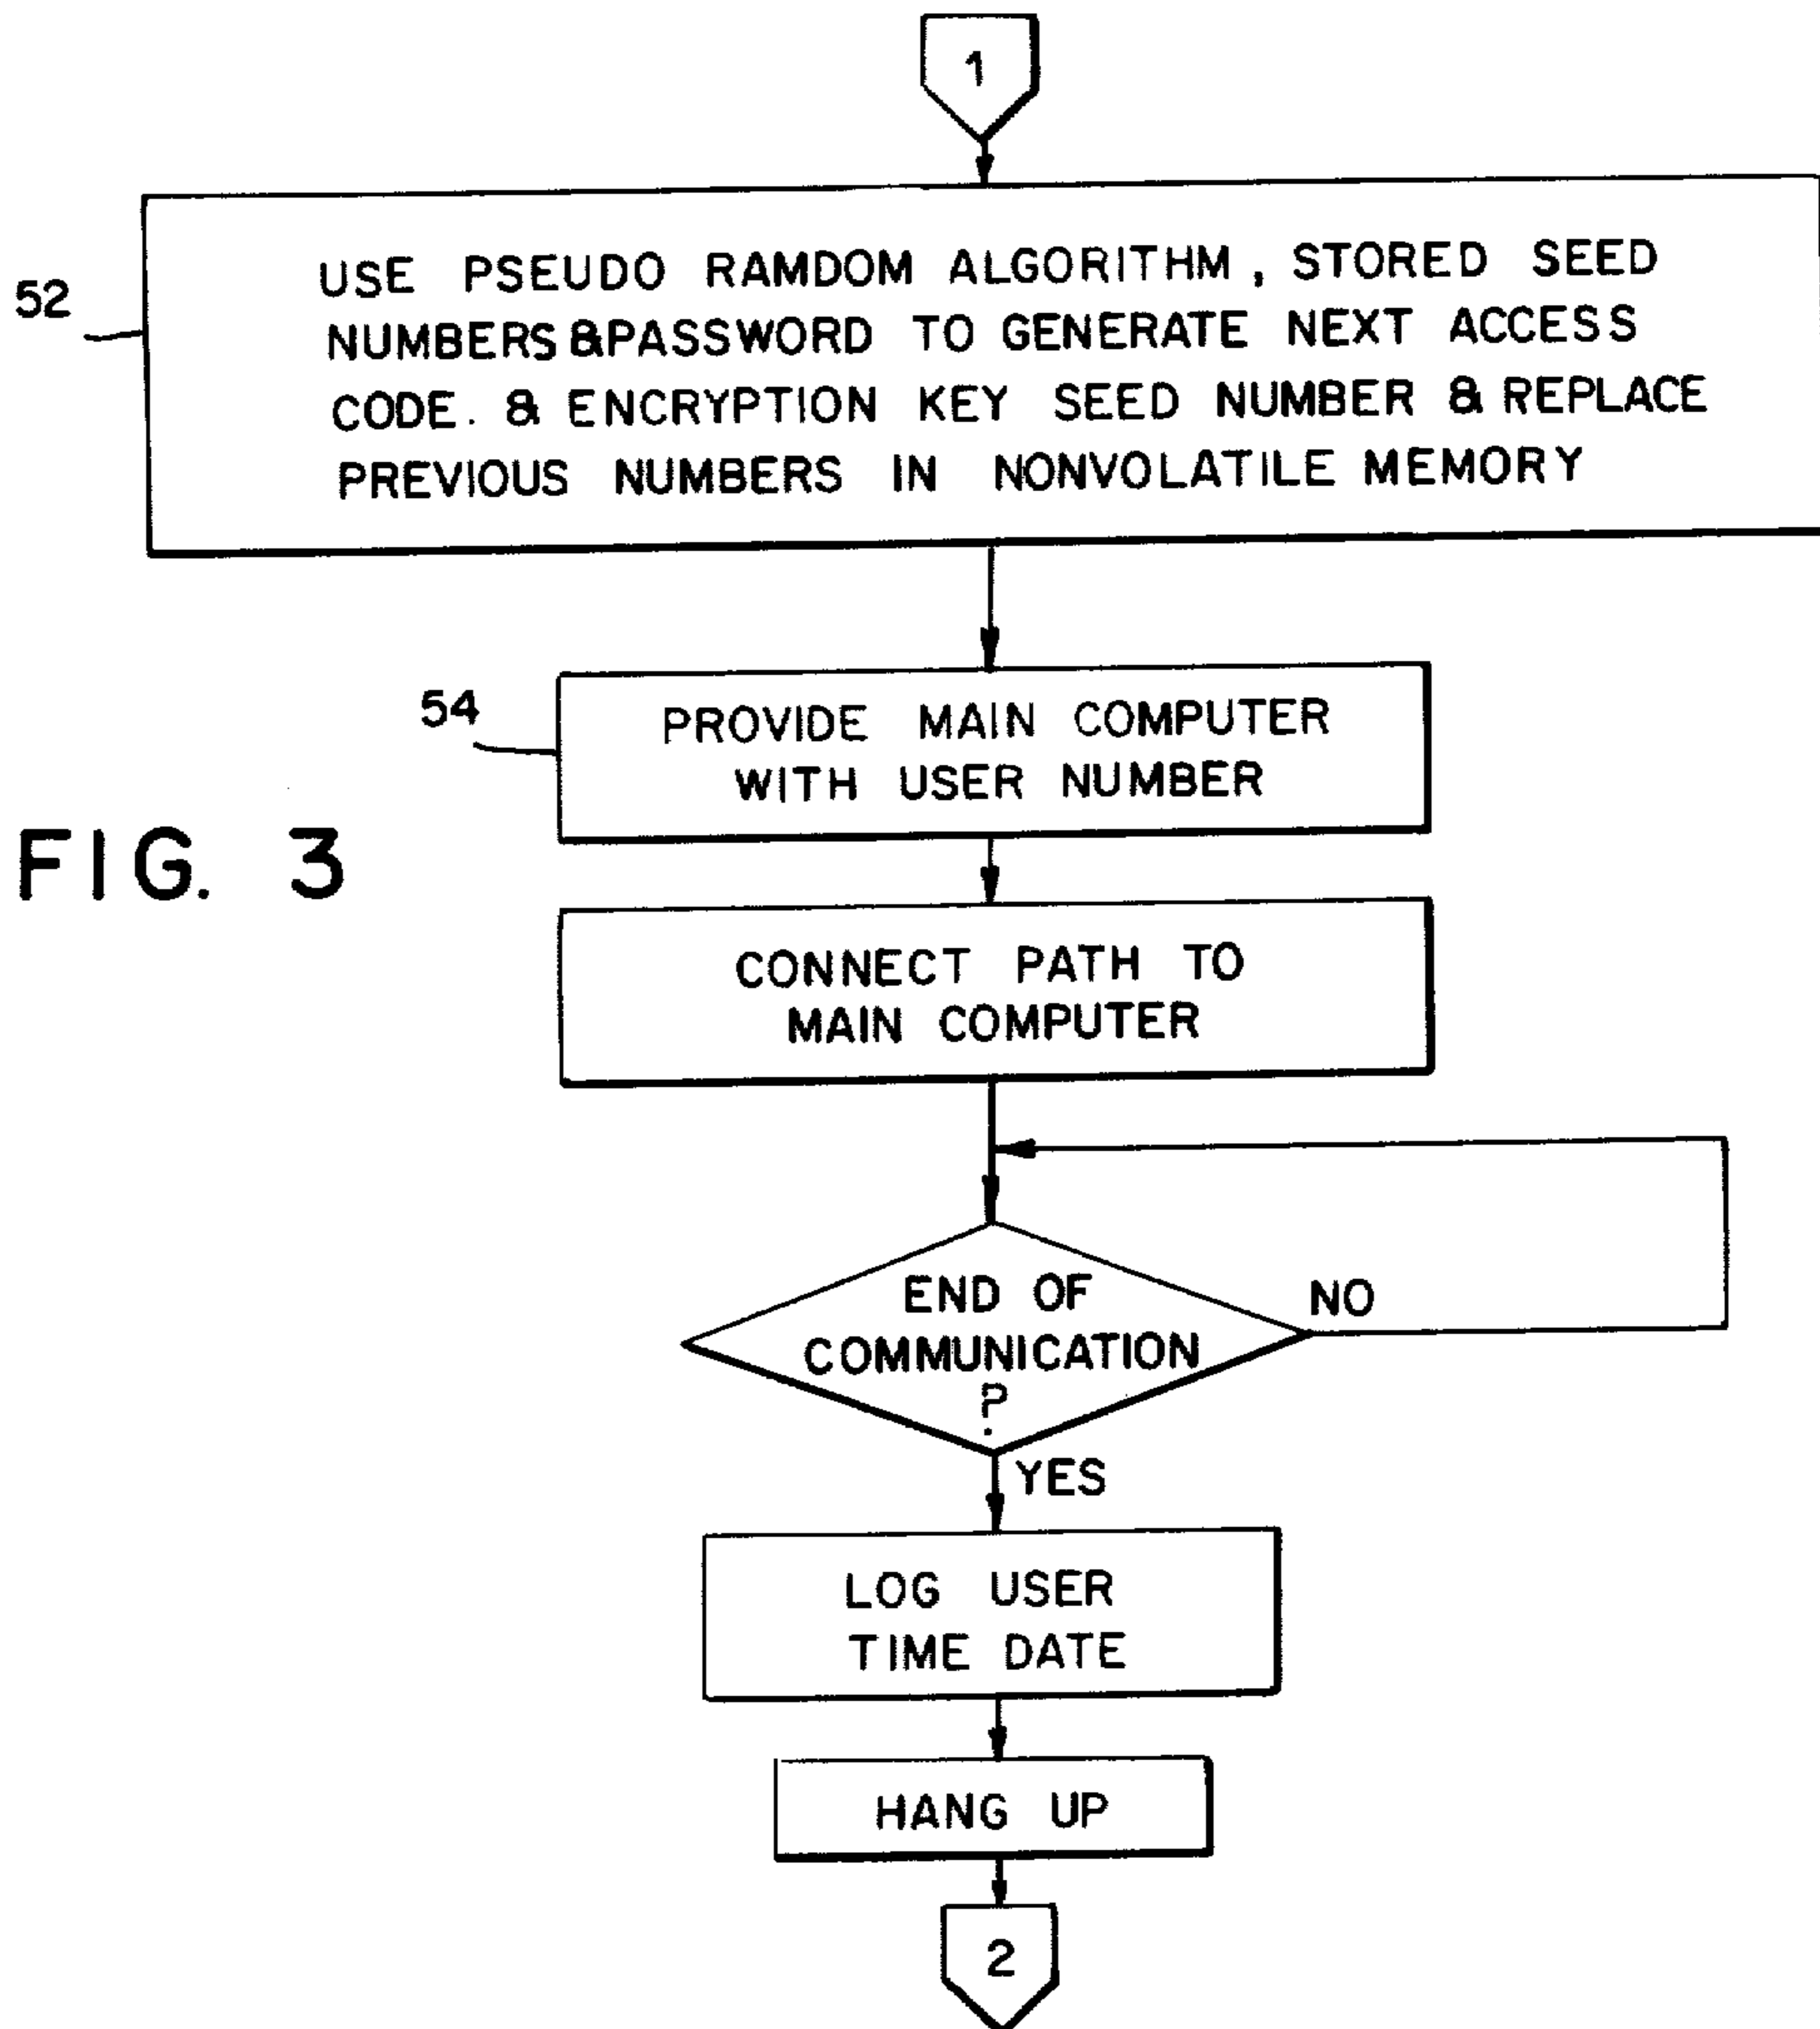 1
52
USE PSEUDO RAMDOM ALGORITHM, STORED SEED
NUMBERS & PASSWORD TO GENERATE NEXT ACCESS
CODE. & ENCRYPTION KEY SEED NUMBER & REPLACE
PREVIOUS NUMBERS IN NONVOLATILE MEMORY
54
PROVIDE MAIN COMPUTER
WITH USER NUMBER
FIG. 3
CONNECT PATH TO
MAIN COMPUTER
END OF
COMMUNICATION
?
NO
YES
LOG USER
TIME DATE
HANG UP
2